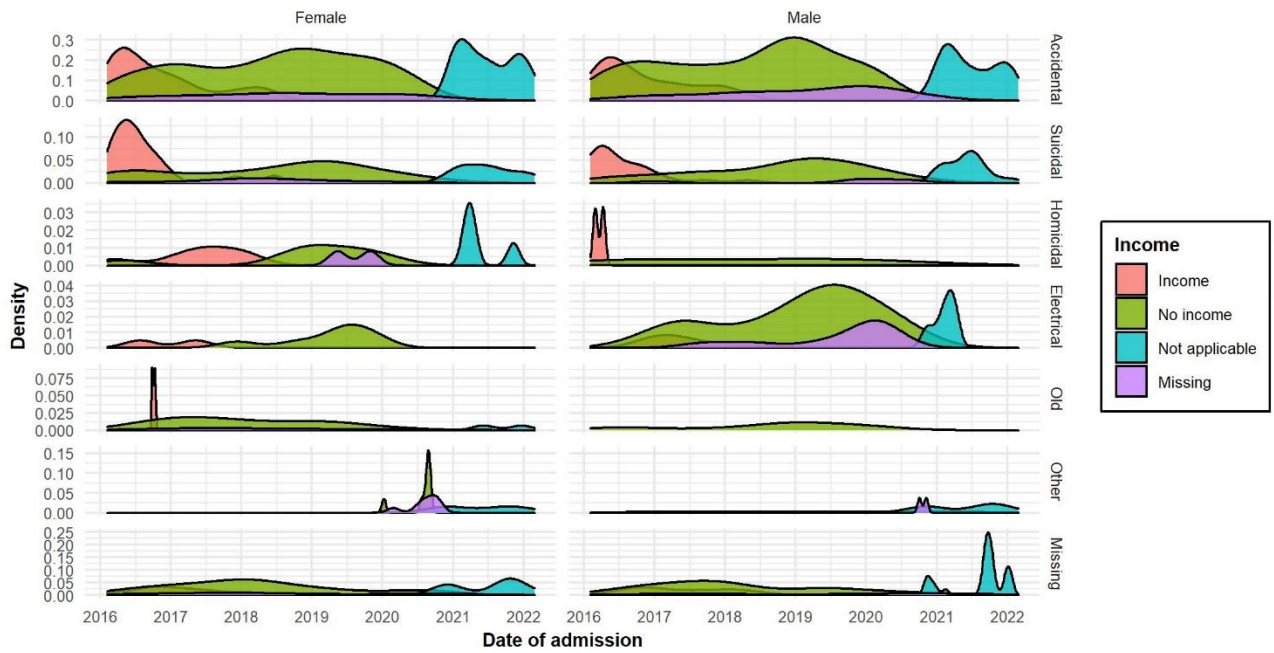 Female
Male
0.3
0.2
0.1
0.0
Accidental
0.10
0.05
0.00
Suicidal
0.03
0.02
0.01
0.00
Homicidal
0.04
0.03
0.02
0.01
0.00
Electrical
0.075
0.050
0.025
0.000
Old
0.15
0.10
0.05
0.00
Other
0.25
0.20
0.15
0.10
0.05
0.00
Missing
2016 2017 2018 2019 2020 2021 2022
2016 2017 2018 2019 2020 2021 2022
Density
Date of admission
Income
Income
No income
Not applicable
Missing